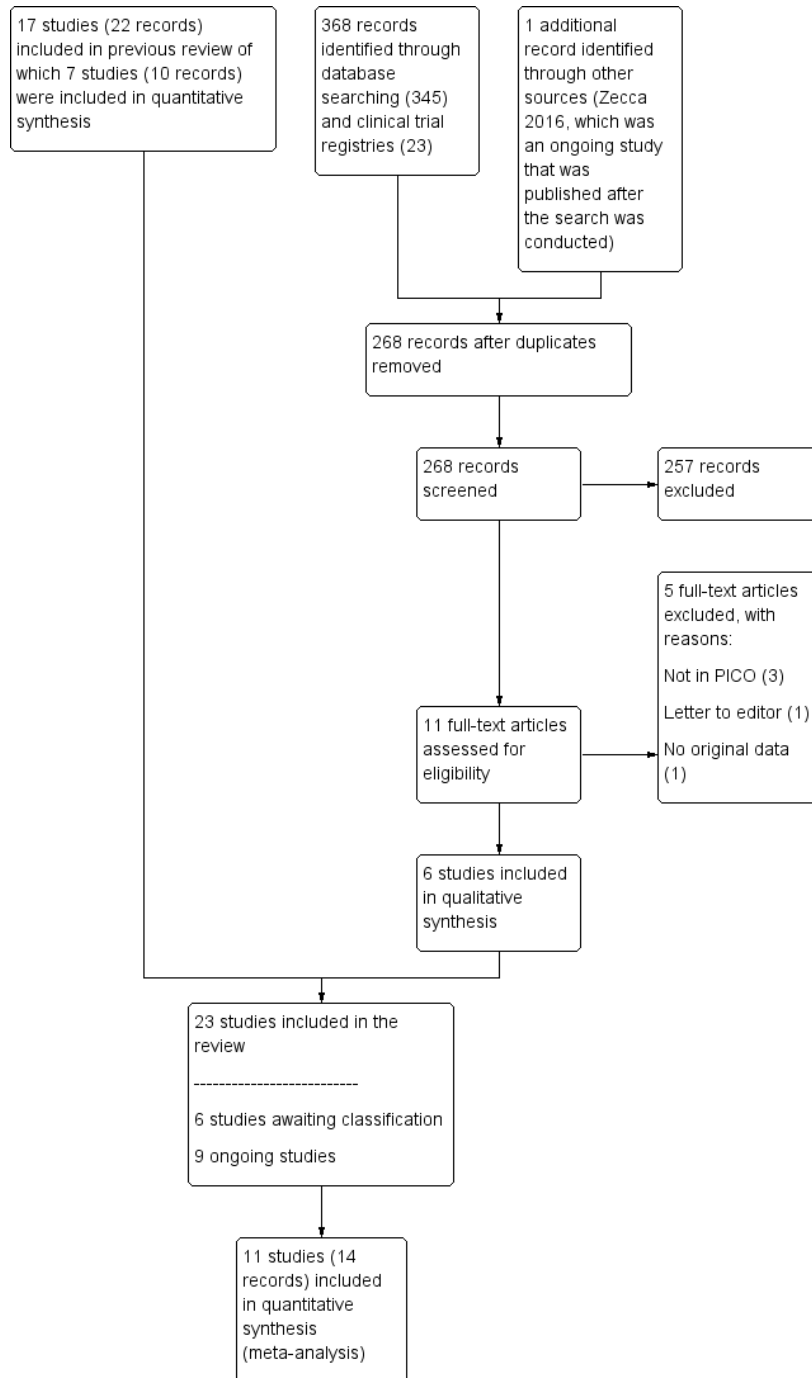 17 studies (22 records)
included in previous review of
which 7 studies (10 records)
were included in quantitative
synthesis
368 records
identified through
database
searching (345)
and clinical trial
registries (23)
1 additional
record identified
through other
sources (Zecca
2016, which was
an ongoing study
that was
published after
the search was
conducted)
268 records after duplicates
removed
268 records
screened
257 records
excluded
5 full-text articles
excluded, with
reasons:
Not in PICO (3)
Letter to editor (1)
No original data
(1)
11 full-text articles
assessed for
eligibility
6 studies included
in qualitative
synthesis
23 studies included in the
review
--------------------------
6 studies awaiting classification
9 ongoing studies
11 studies (14
records) included
in quantitative
synthesis
(meta-analysis)